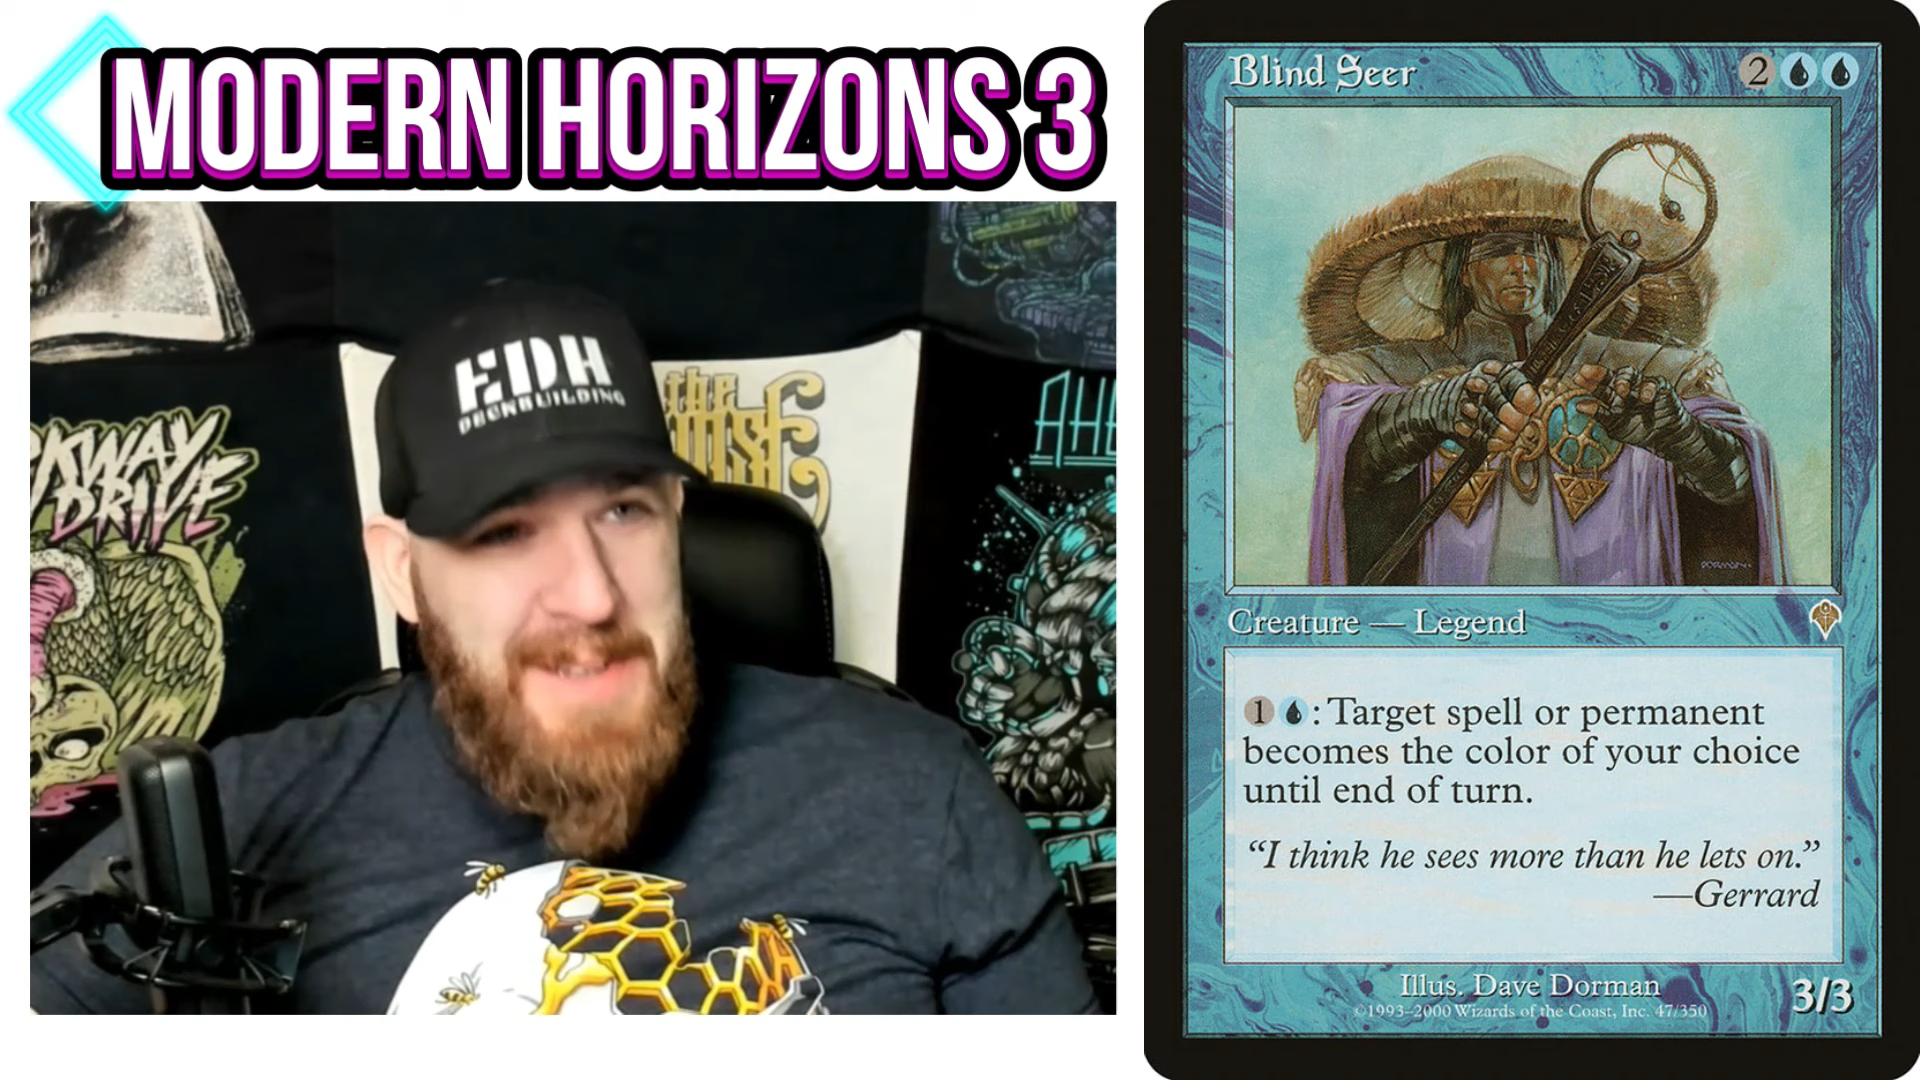 MODERN HORIZONS 3
EDH
DECKBUILDING
the
DRIVE
Blind Seer
2
Creature — Legend
1 : Target spell or permanent
becomes the color of your choice
until end of turn.
“I think he sees more than he lets on.”
—Gerrard
Illus. Dave Dorman
©1993–2000 Wizards of the Coast, Inc. 47/350
3/3